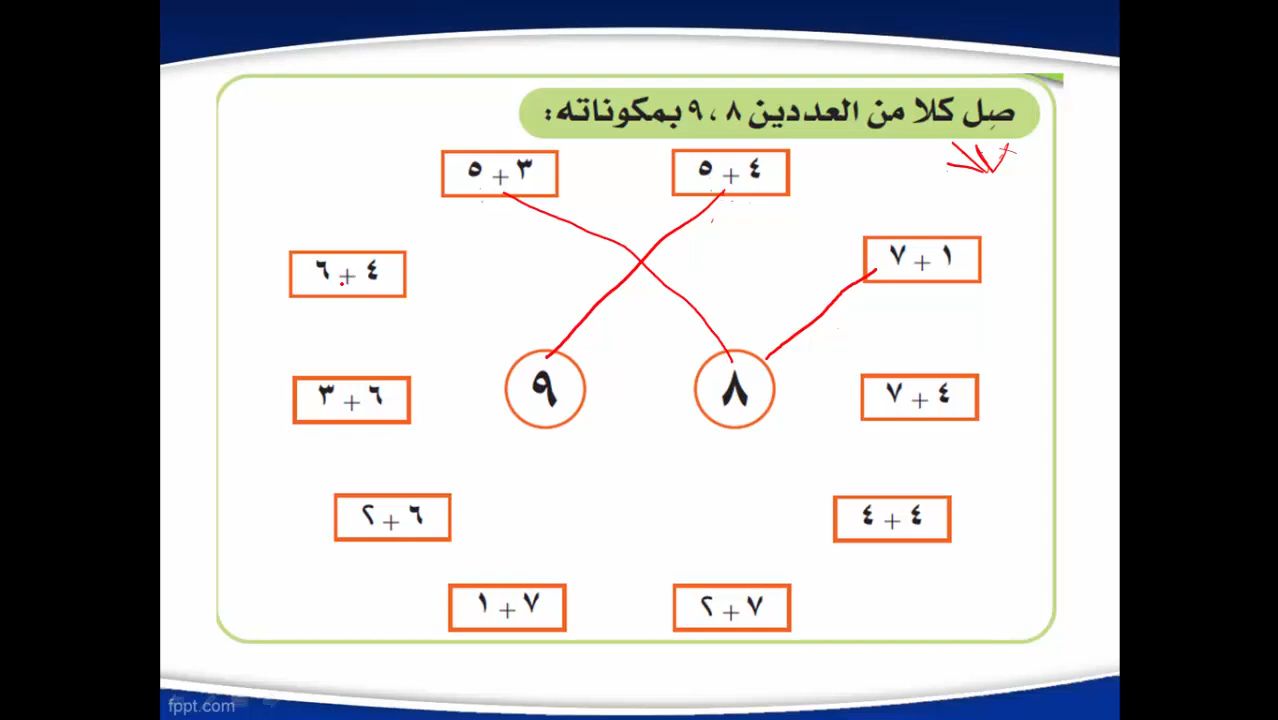 صِل كلا من العددين ٨ ، ٩ بمكوناته:
٤ + ٥
٣ + ٥
١ + ٧
٤ + ٦
٨
٩
٤ + ٧
٦ + ٣
٤ + ٤
٦ + ٢
٧ + ٢
٧ + ١
fppt.com